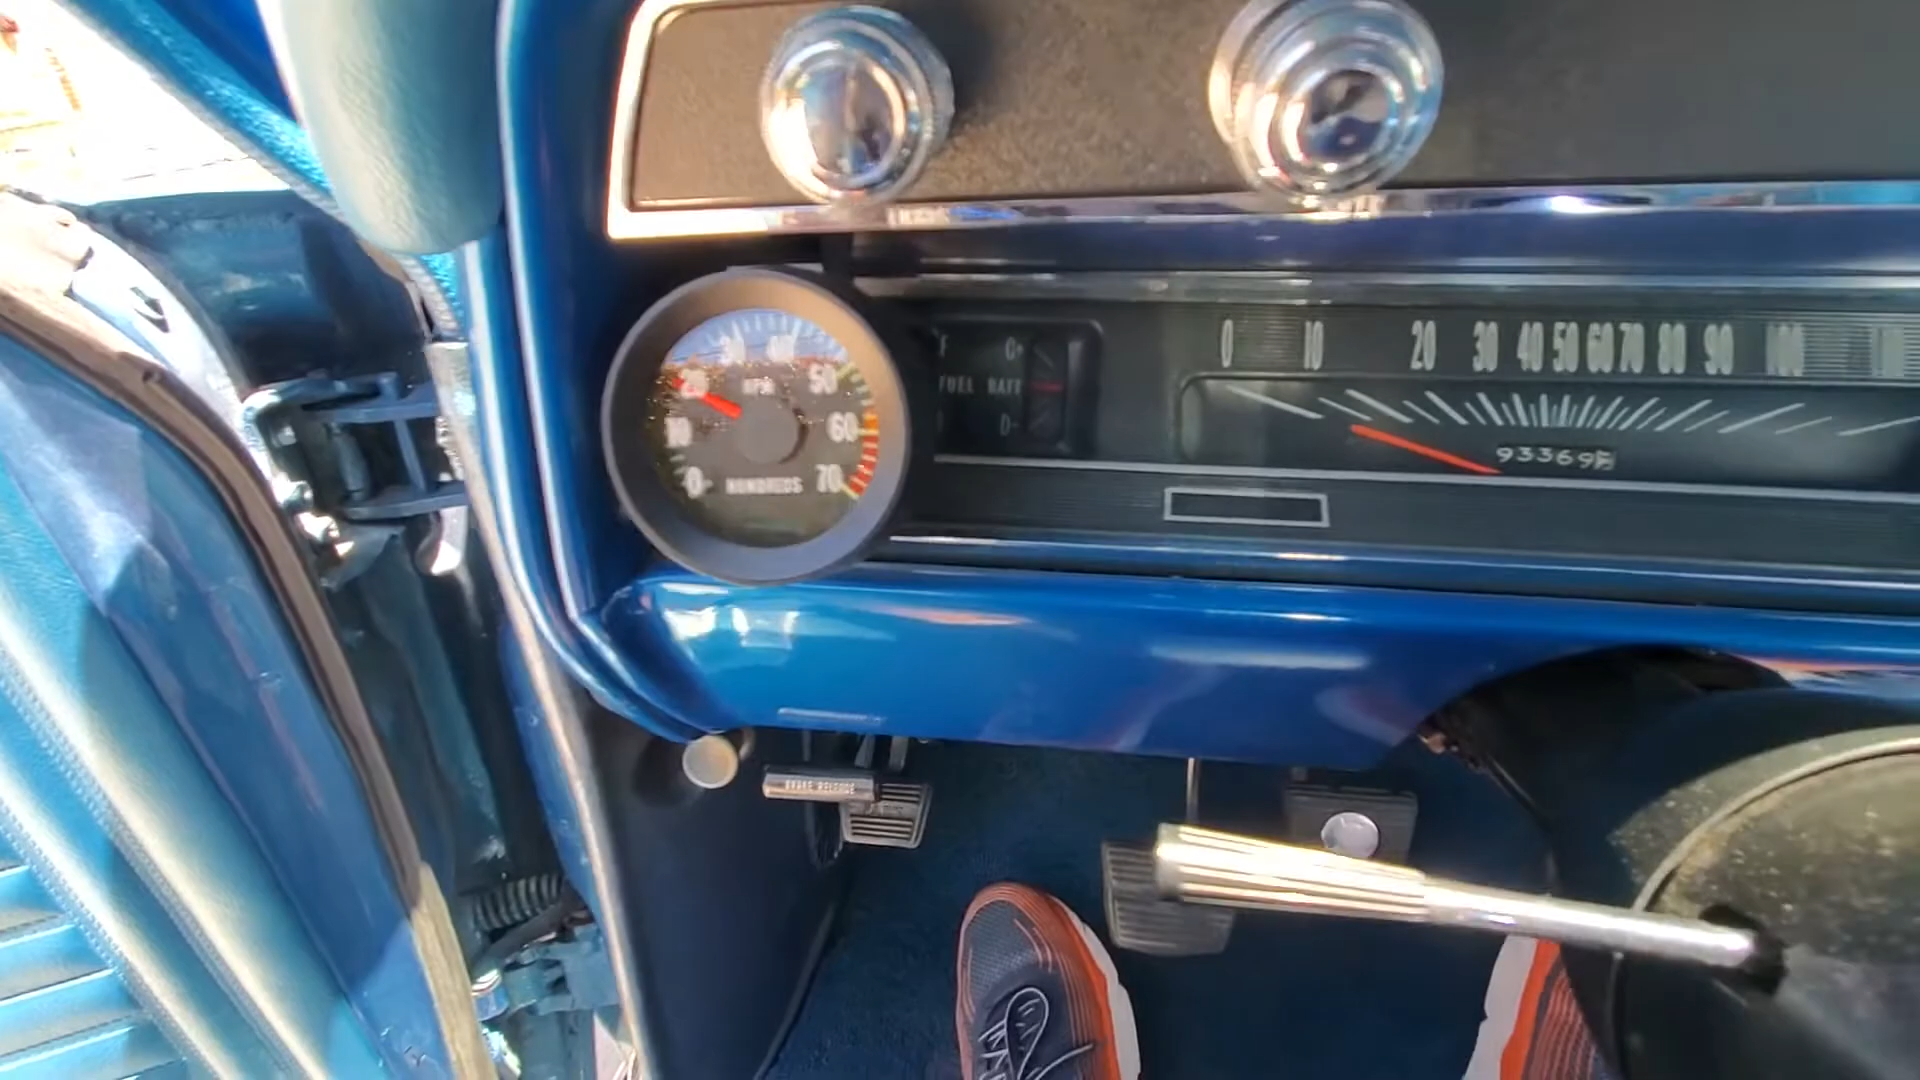 30 40
20 RPM 50
10 60
0 HUNDREDS 70
F C+
FUEL BATT
D-
0 10 20 30 40 50 60 70 80 90 100
93369
BRAKE RELEASE